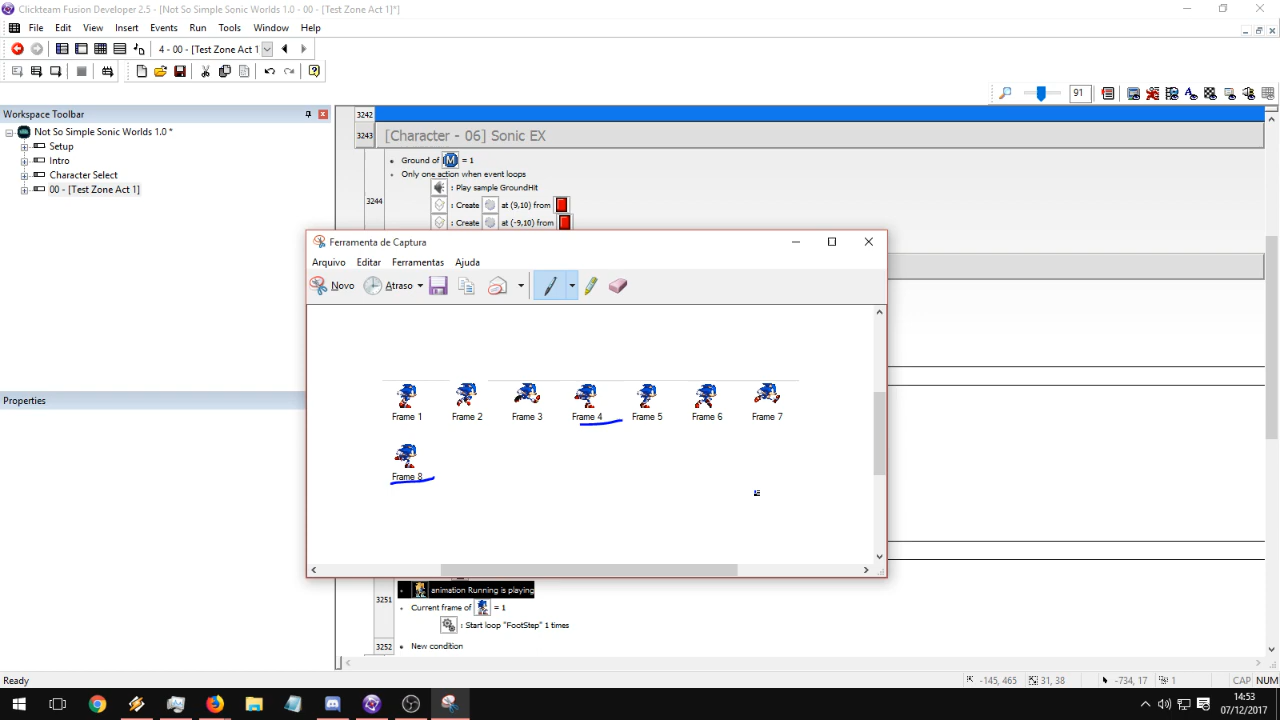 Clickteam Fusion Developer 2.5 - [Not So Simple Sonic Worlds 1.0 - 00 - [Test Zone Act 1]*]
File Edit View Insert Events Run Tools Window Help
4 - 00 - [Test Zone Act 1
91
Workspace Toolbar
Not So Simple Sonic Worlds 1.0 *
Setup
Intro
Character Select
00 - [Test Zone Act 1]
Properties
3242
3243 [Character - 06] Sonic EX
Ground of = 1
Only one action when event loops
: Play sample GroundHit
3244
: Create at (9,10) from
: Create at (-9,10) from
Ferramenta de Captura
Arquivo Editar Ferramentas Ajuda
Novo Atraso
Frame 1 Frame 2 Frame 3 Frame 4 Frame 5 Frame 6 Frame 7
Frame 8
3251
animation Running is playing
Current frame of = 1
: Start loop "FootStep" 1 times
3252 New condition
Ready
-145, 465 31, 38 -734, 17 1 CAP NUM
14:53
07/12/2017